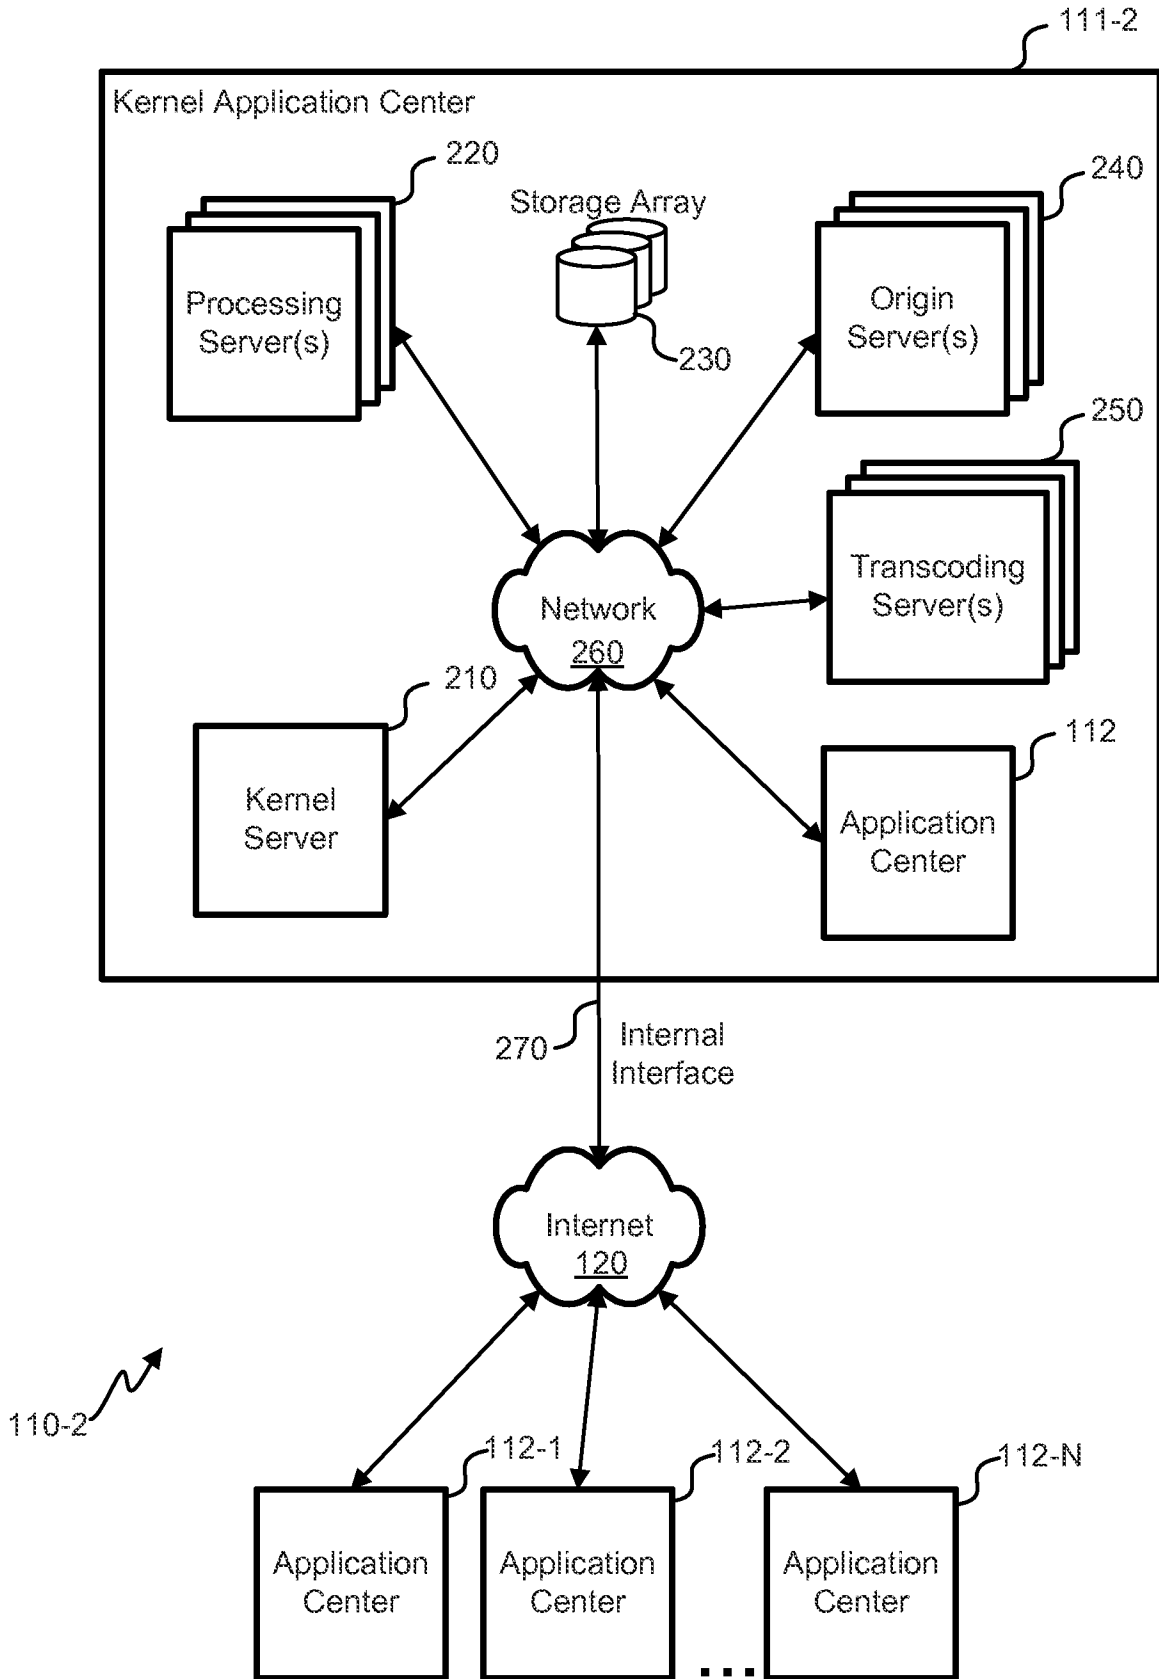 111-2
Kernel Application Center
220
Storage Array
240
Processing
Server(s)
Origin
Server(s)
230
250
Transcoding
Server(s)
Network
260
210
112
Kernel
Server
Application
Center
270
Internal
Interface
Internet
120
110-2
112-1
112-2
112-N
Application
Center
Application
Center
...
Application
Center